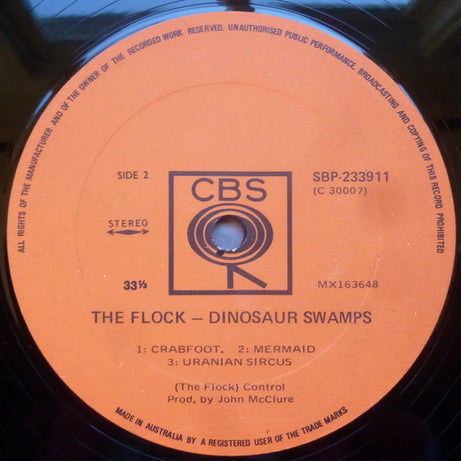 ALL RIGHTS OF THE MANUFACTURER AND OF THE OWNER OF THE RECORDED WORK RESERVED. UNAUTHORISED PUBLIC PERFORMANCE, BROADCASTING AND COPYING OF THIS RECORD PROHIBITED
SIDE 2
CBS
SBP-233911
(C 30007)
STEREO
33⅓
MX163648
THE FLOCK – DINOSAUR SWAMPS
1: CRABFOOT. 2: MERMAID
3: URANIAN SIRCUS
(The Flock) Control
Prod. by John McClure
MADE IN AUSTRALIA BY A REGISTERED USER OF THE TRADE MARKS